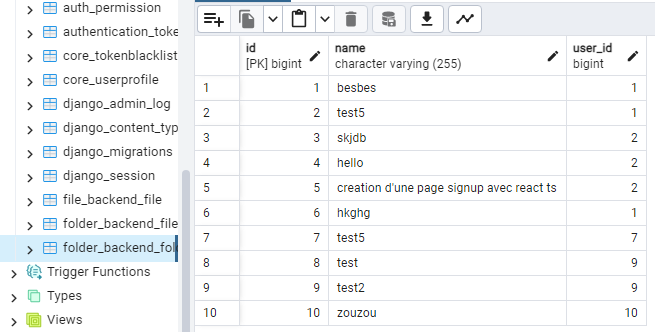 auth_permission
authentication_toke
core_tokenblacklist
core_userprofile
django_admin_log
django_content_typ
django_migrations
django_session
file_backend_file
folder_backend_file
folder_backend_fol
Trigger Functions
Types
Views
id name user_id
[PK] bigint character varying (255) bigint
1 1 besbes 1
2 2 test5 1
3 3 skjdb 2
4 4 hello 2
5 5 creation d'une page signup avec react ts 2
6 6 hkghg 1
7 7 test5 7
8 8 test 9
9 9 test2 9
10 10 zouzou 10